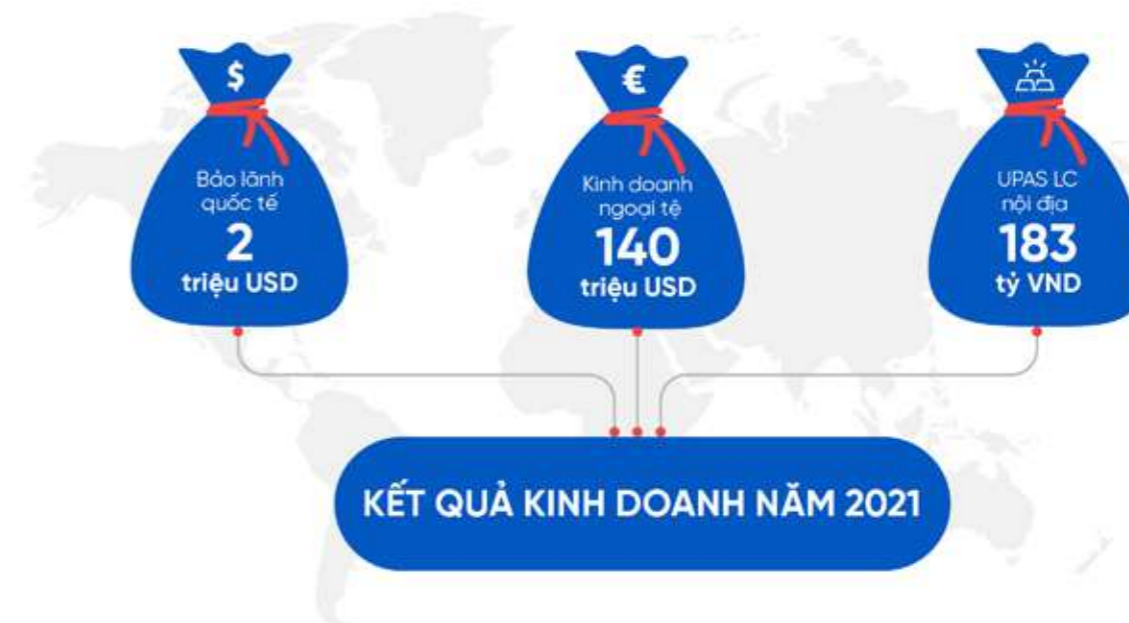 $
Bảo lãnh
quốc tế
2
triệu USD
€
Kinh doanh
ngoại tệ
140
triệu USD
UPAS LC
nội địa
183
tỷ VND
KẾT QUẢ KINH DOANH NĂM 2021